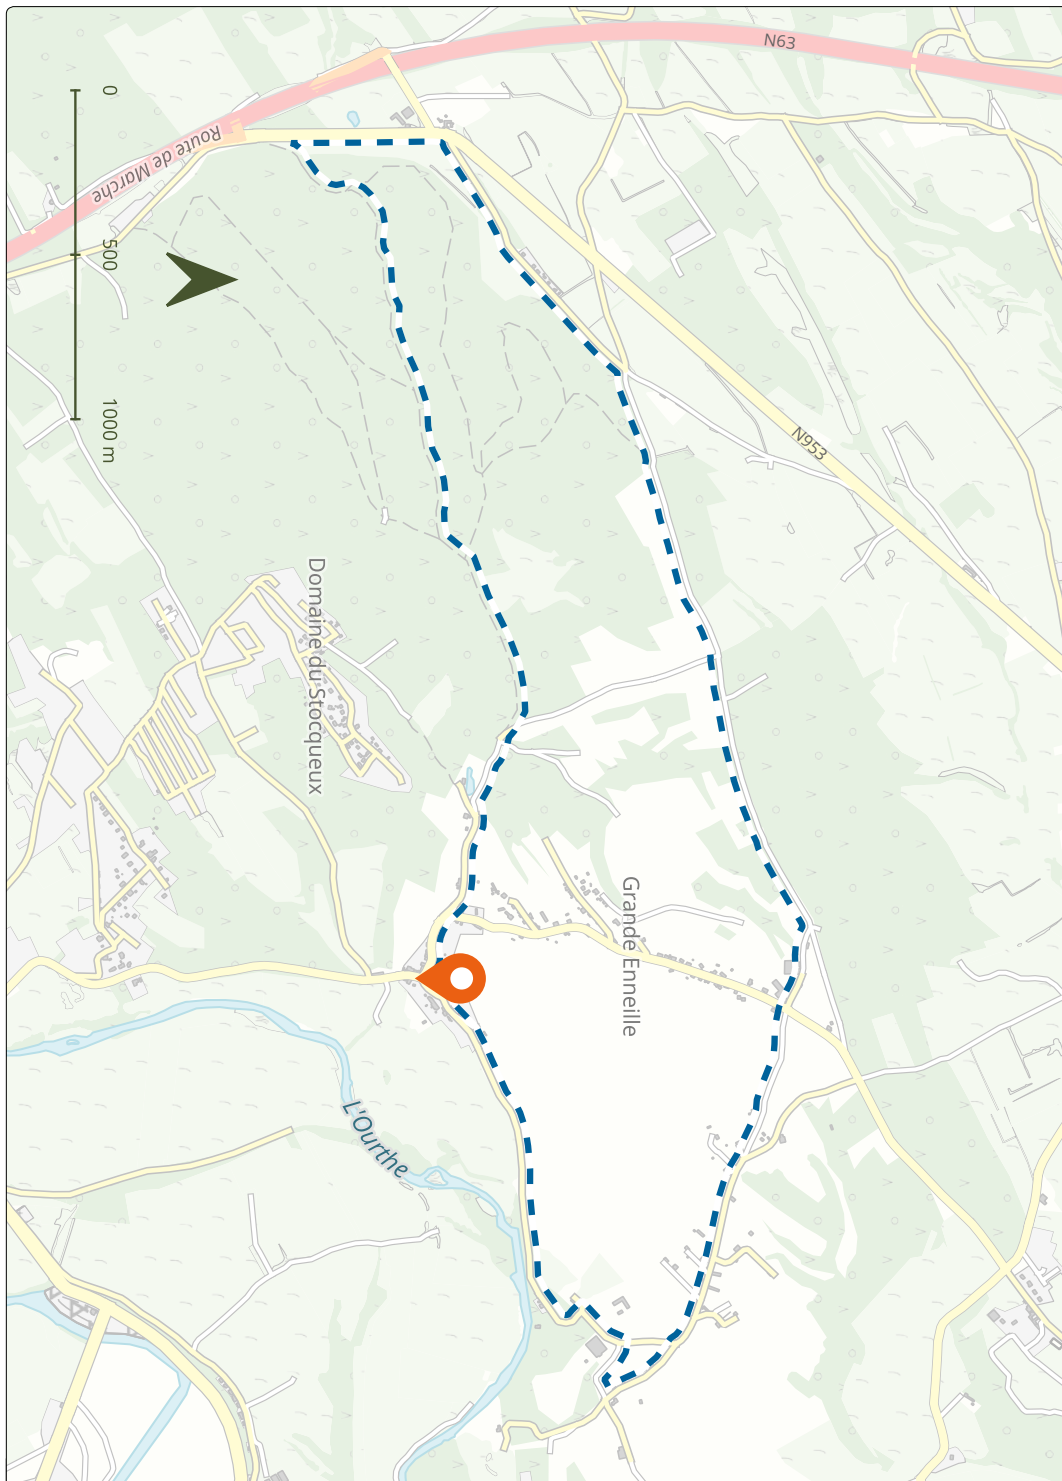 N63
Route de Marche
0
500
1000 m
N953
Domaine du Stocqueux
Grande Enneille
L'Ourthe